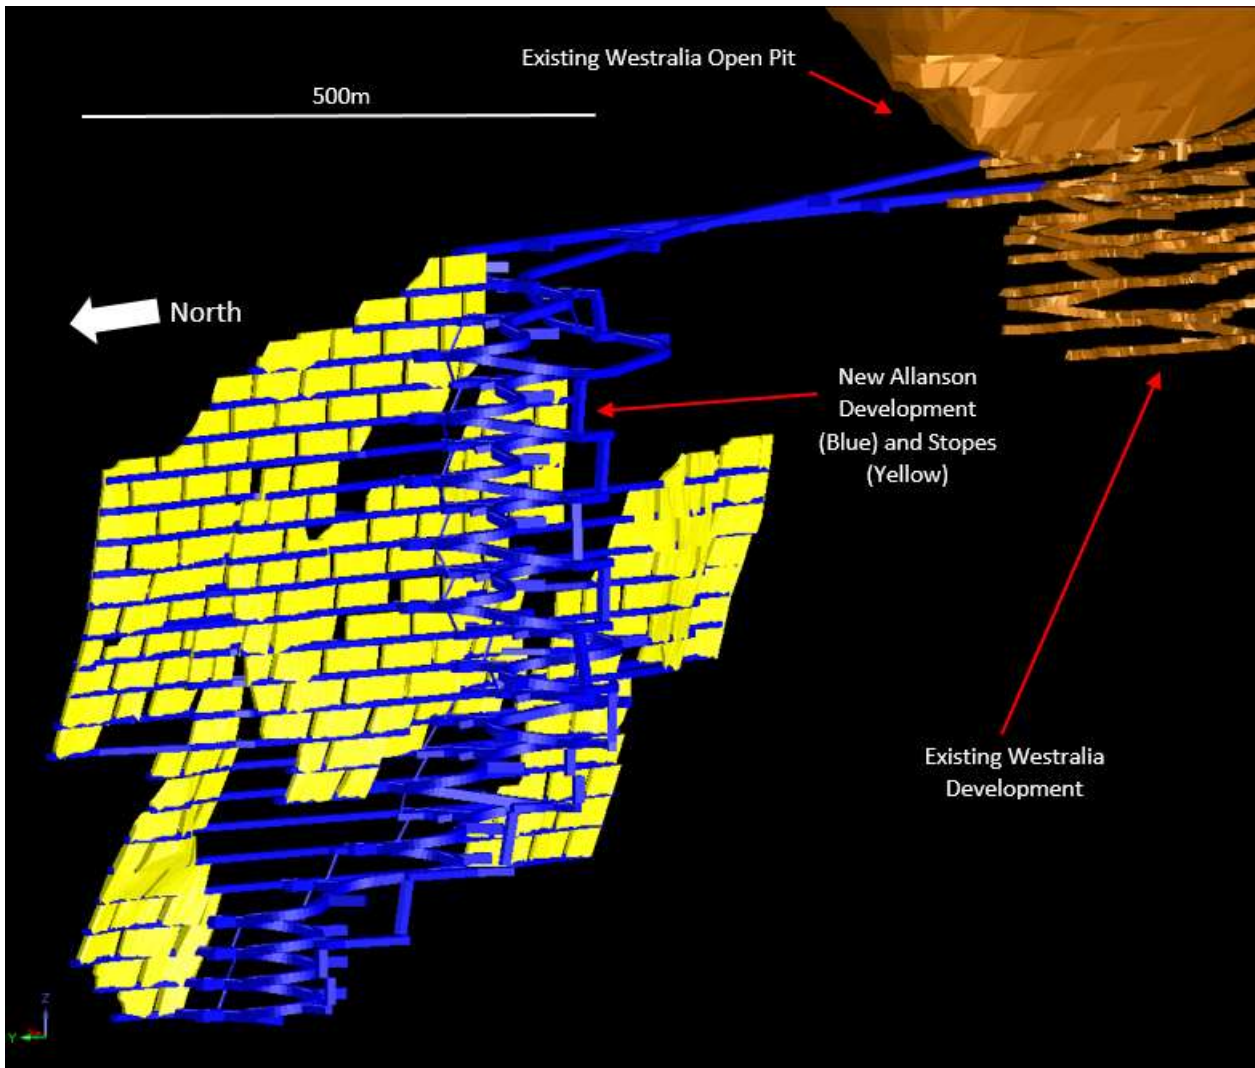 Existing Westralia Open Pit
500m
North
New Allanson
Development
(Blue) and Stopes
(Yellow)
Existing Westralia
Development
Z
Y